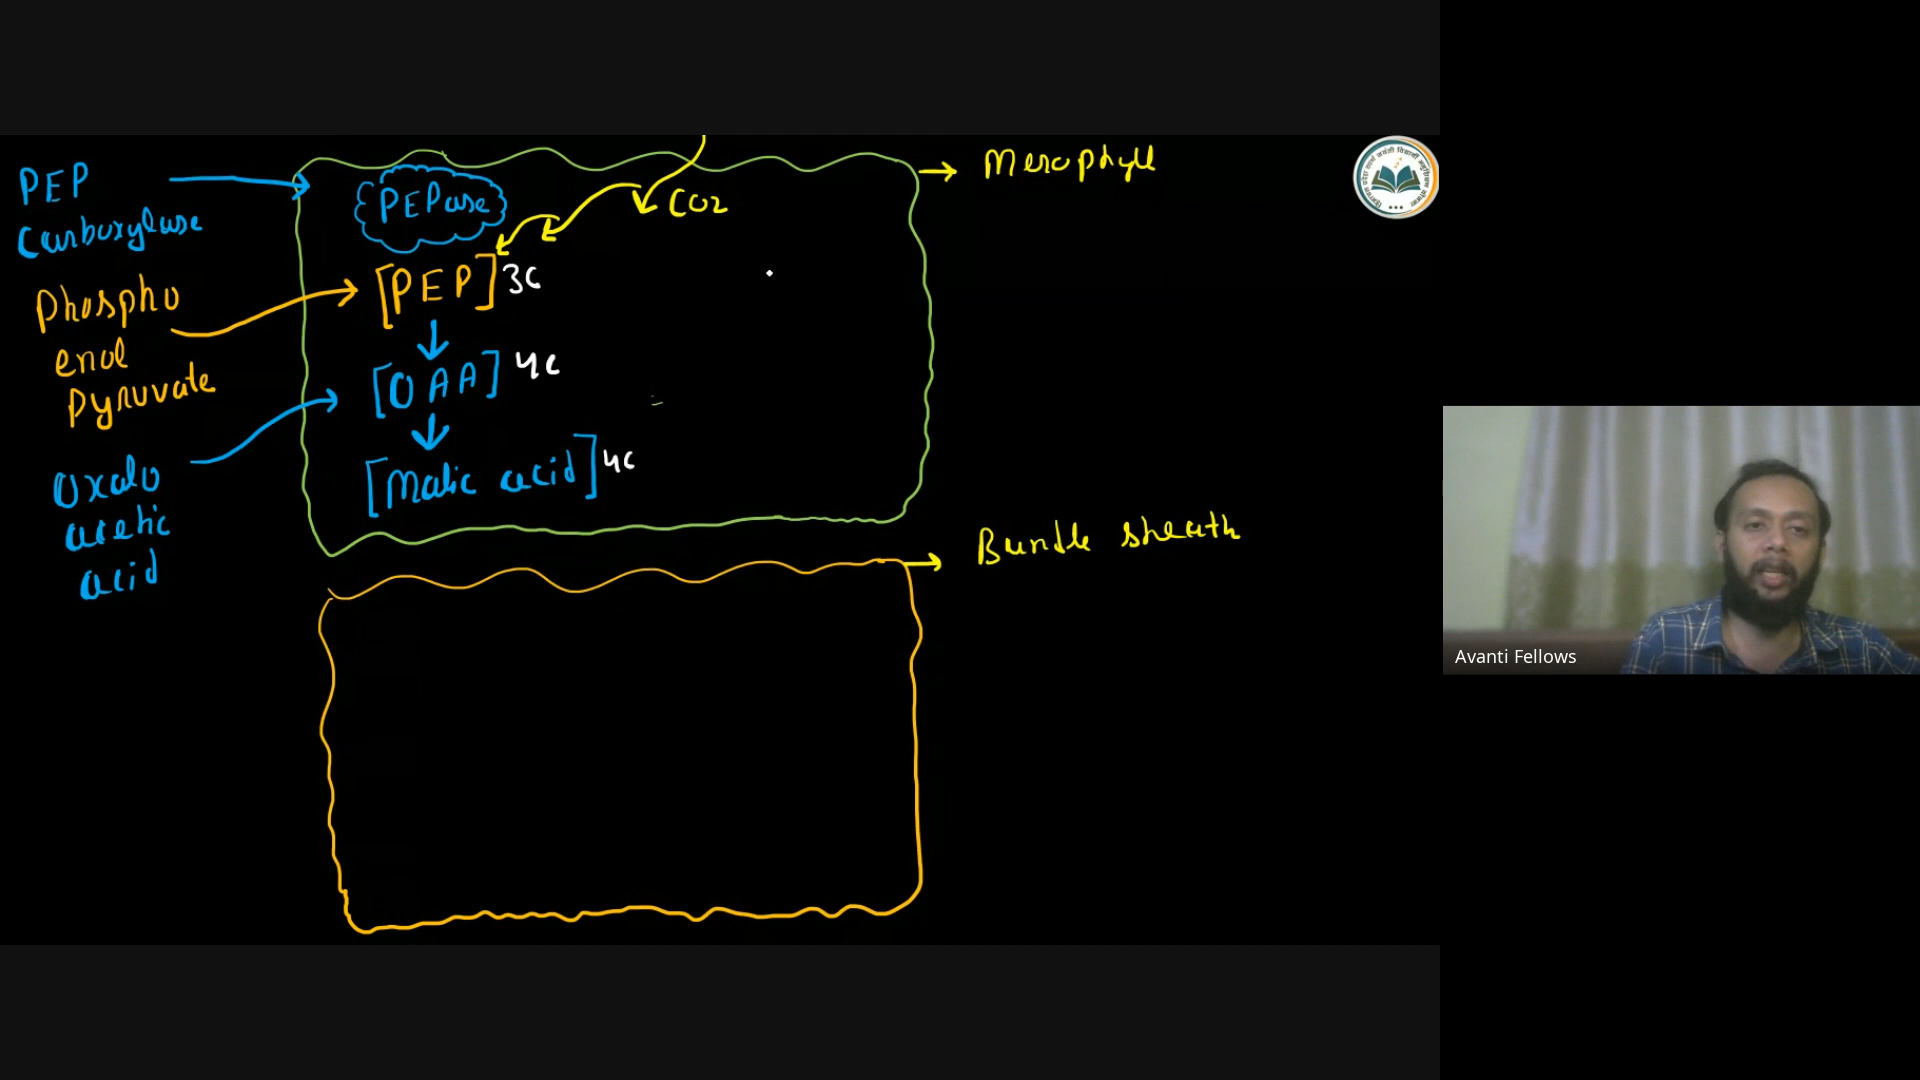 PEP
Carboxylase
Phospho
enol
Pyruvate
Oxalo
acetic
acid
PEPase
CO2
[PEP] 3C
[OAA] 4C
[Malic acid] 4C
Mesophyll
Bundle sheath
Avanti Fellows